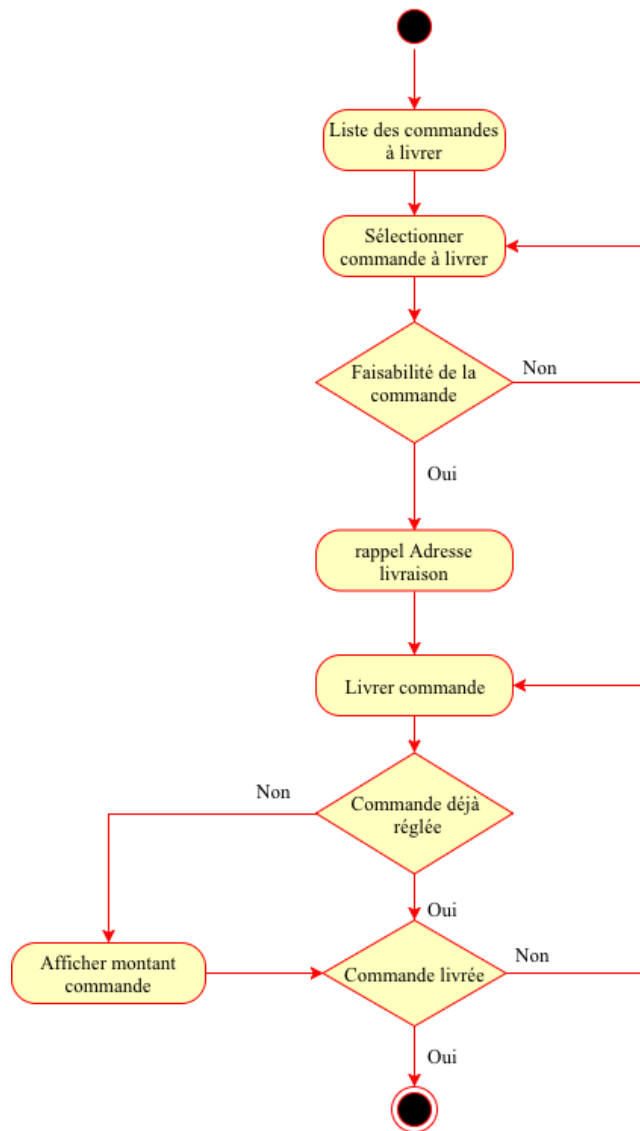 Liste des commandes
à livrer
Sélectionner
commande à livrer
Faisabilité de la
commande
Non
Oui
rappel Adresse
livraison
Livrer commande
Non
Commande déjà
réglée
Oui
Afficher montant
commande
Commande livrée
Non
Oui